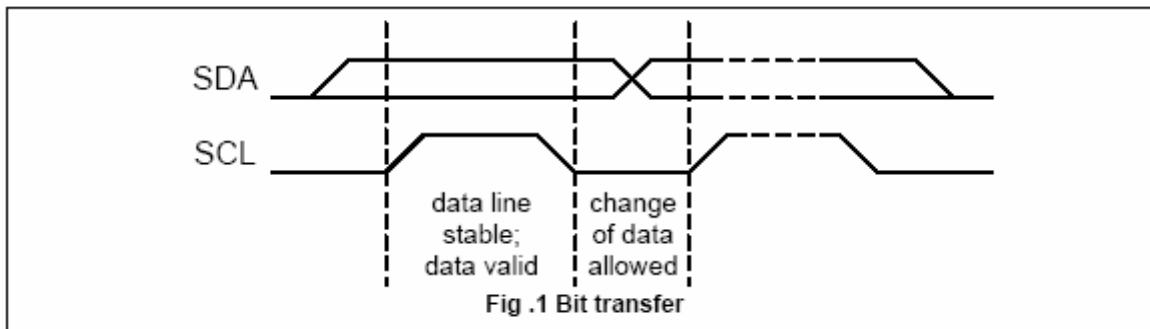 SDA
SCL
data line
stable;
data valid
change
of data
allowed
Fig .1 Bit transfer